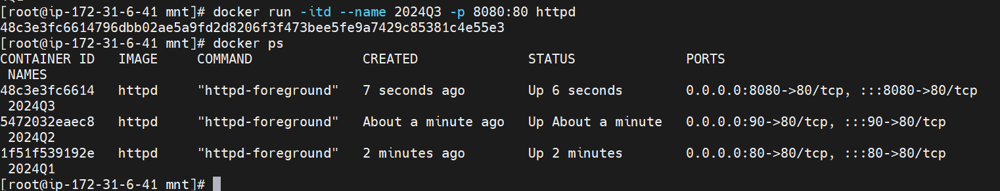 [root@ip-172-31-6-41 mnt]# docker run -itd --name 2024Q3 -p 8080:80 httpd
48c3e3fc6614796dbb02ae5a9fd2d8206f3f473bee5fe9a7429c85381c4e55e3
[root@ip-172-31-6-41 mnt]# docker ps
CONTAINER ID   IMAGE     COMMAND              CREATED              STATUS              PORTS
 NAMES
48c3e3fc6614   httpd     "httpd-foreground"   7 seconds ago        Up 6 seconds        0.0.0.0:8080->80/tcp, :::8080->80/tcp
 2024Q3
5472032eaec8   httpd     "httpd-foreground"   About a minute ago   Up About a minute   0.0.0.0:90->80/tcp, :::90->80/tcp
 2024Q2
1f51f539192e   httpd     "httpd-foreground"   2 minutes ago        Up 2 minutes        0.0.0.0:80->80/tcp, :::80->80/tcp
 2024Q1
[root@ip-172-31-6-41 mnt]#